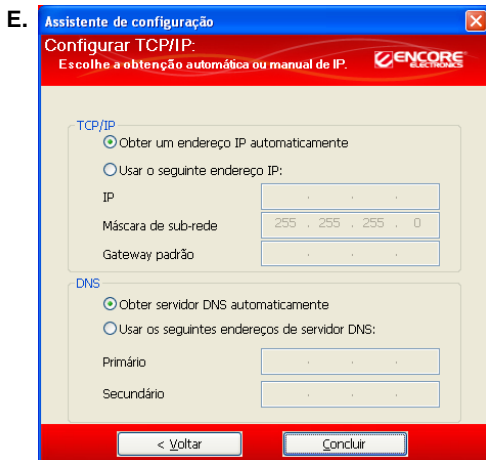 E.
Assistente de configuração
Configurar TCP/IP:
Escolhe a obtenção automática ou manual de IP.
ENCORE
ELECTRONICS
TCP/IP
Obter um endereço IP automaticamente
Usar o seguinte endereço IP:
IP
Máscara de sub-rede
255 . 255 . 255 . 0
Gateway padrão
DNS
Obter servidor DNS automaticamente
Usar os seguintes endereços de servidor DNS:
Primário
Secundário
< Voltar
Concluir